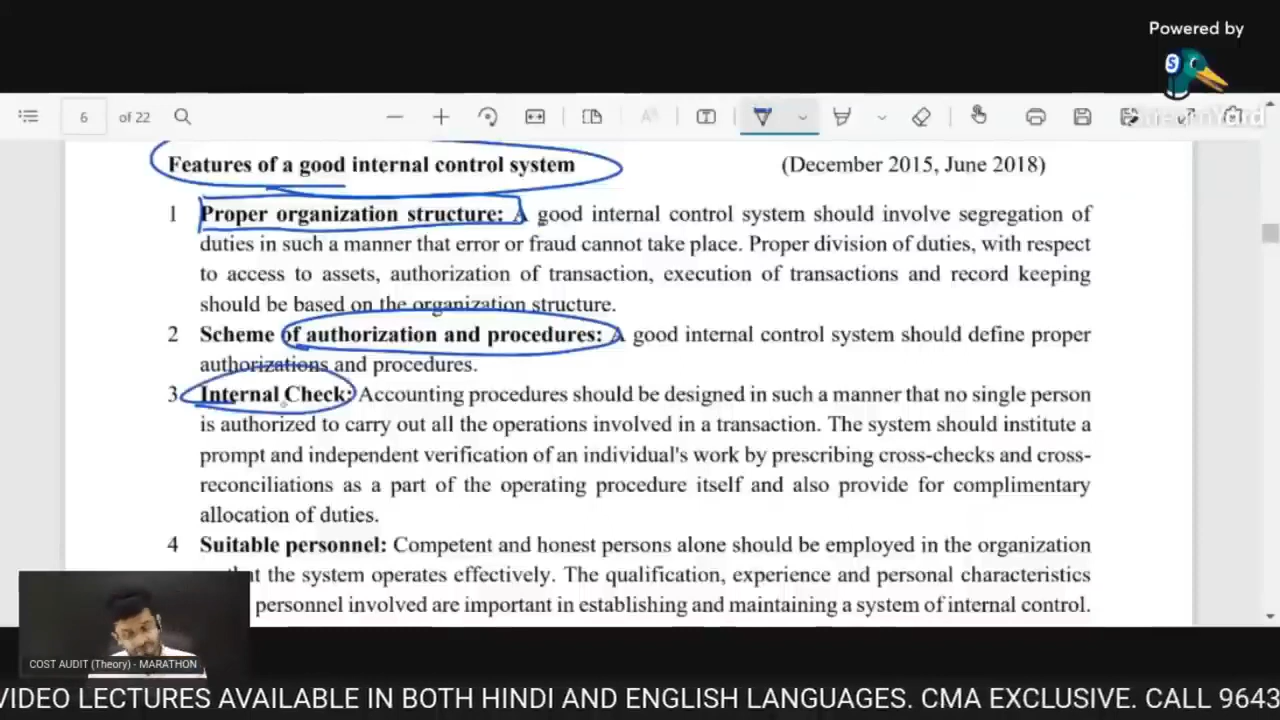 Powered by
StreamYard
6 of 22
Features of a good internal control system (December 2015, June 2018)
1 Proper organization structure: A good internal control system should involve segregation of
duties in such a manner that error or fraud cannot take place. Proper division of duties, with respect
to access to assets, authorization of transaction, execution of transactions and record keeping
should be based on the organization structure.
2 Scheme of authorization and procedures: A good internal control system should define proper
authorizations and procedures.
3 Internal Check: Accounting procedures should be designed in such a manner that no single person
is authorized to carry out all the operations involved in a transaction. The system should institute a
prompt and independent verification of an individual's work by prescribing cross-checks and cross-
reconciliations as a part of the operating procedure itself and also provide for complimentary
allocation of duties.
4 Suitable personnel: Competent and honest persons alone should be employed in the organization
the system operates effectively. The qualification, experience and personal characteristics
personnel involved are important in establishing and maintaining a system of internal control.
COST AUDIT (Theory) - MARATHON
VIDEO LECTURES AVAILABLE IN BOTH HINDI AND ENGLISH LANGUAGES. CMA EXCLUSIVE. CALL 9643